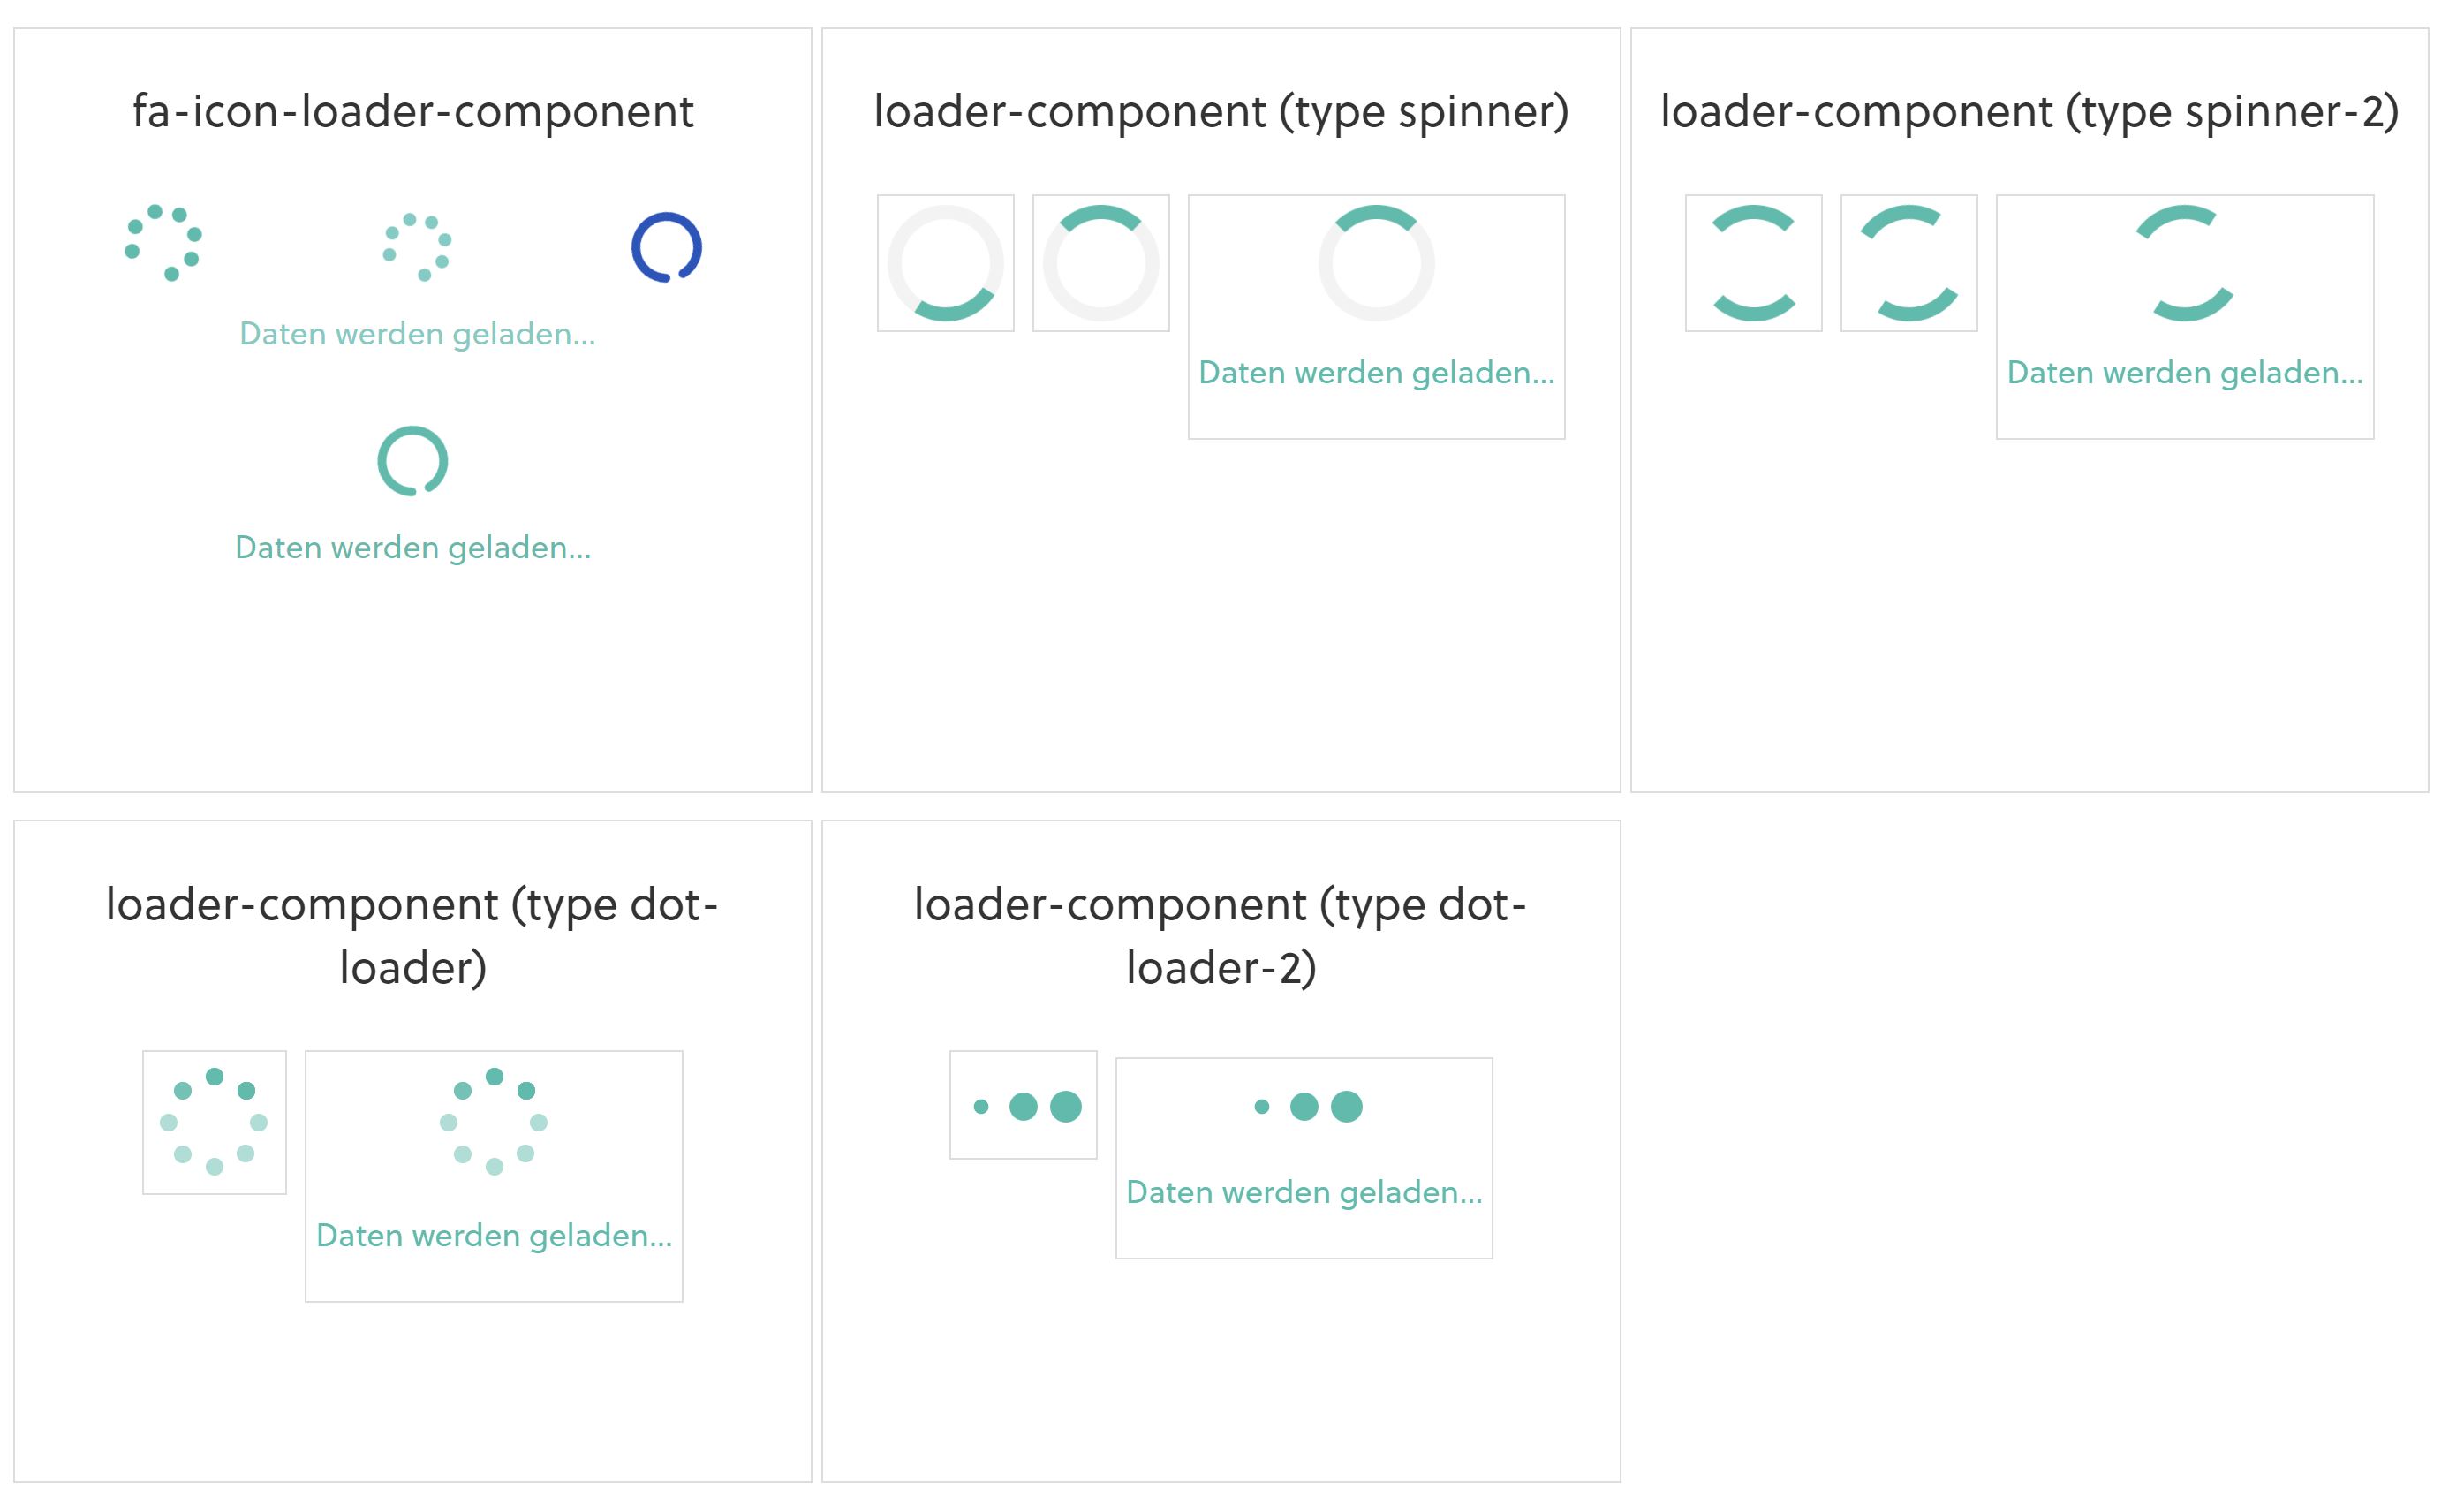 fa-icon-loader-component
Daten werden geladen...
Daten werden geladen...
loader-component (type spinner)
Daten werden geladen...
loader-component (type spinner-2)
Daten werden geladen...
loader-component (type dot-
loader)
Daten werden geladen...
loader-component (type dot-
loader-2)
Daten werden geladen...